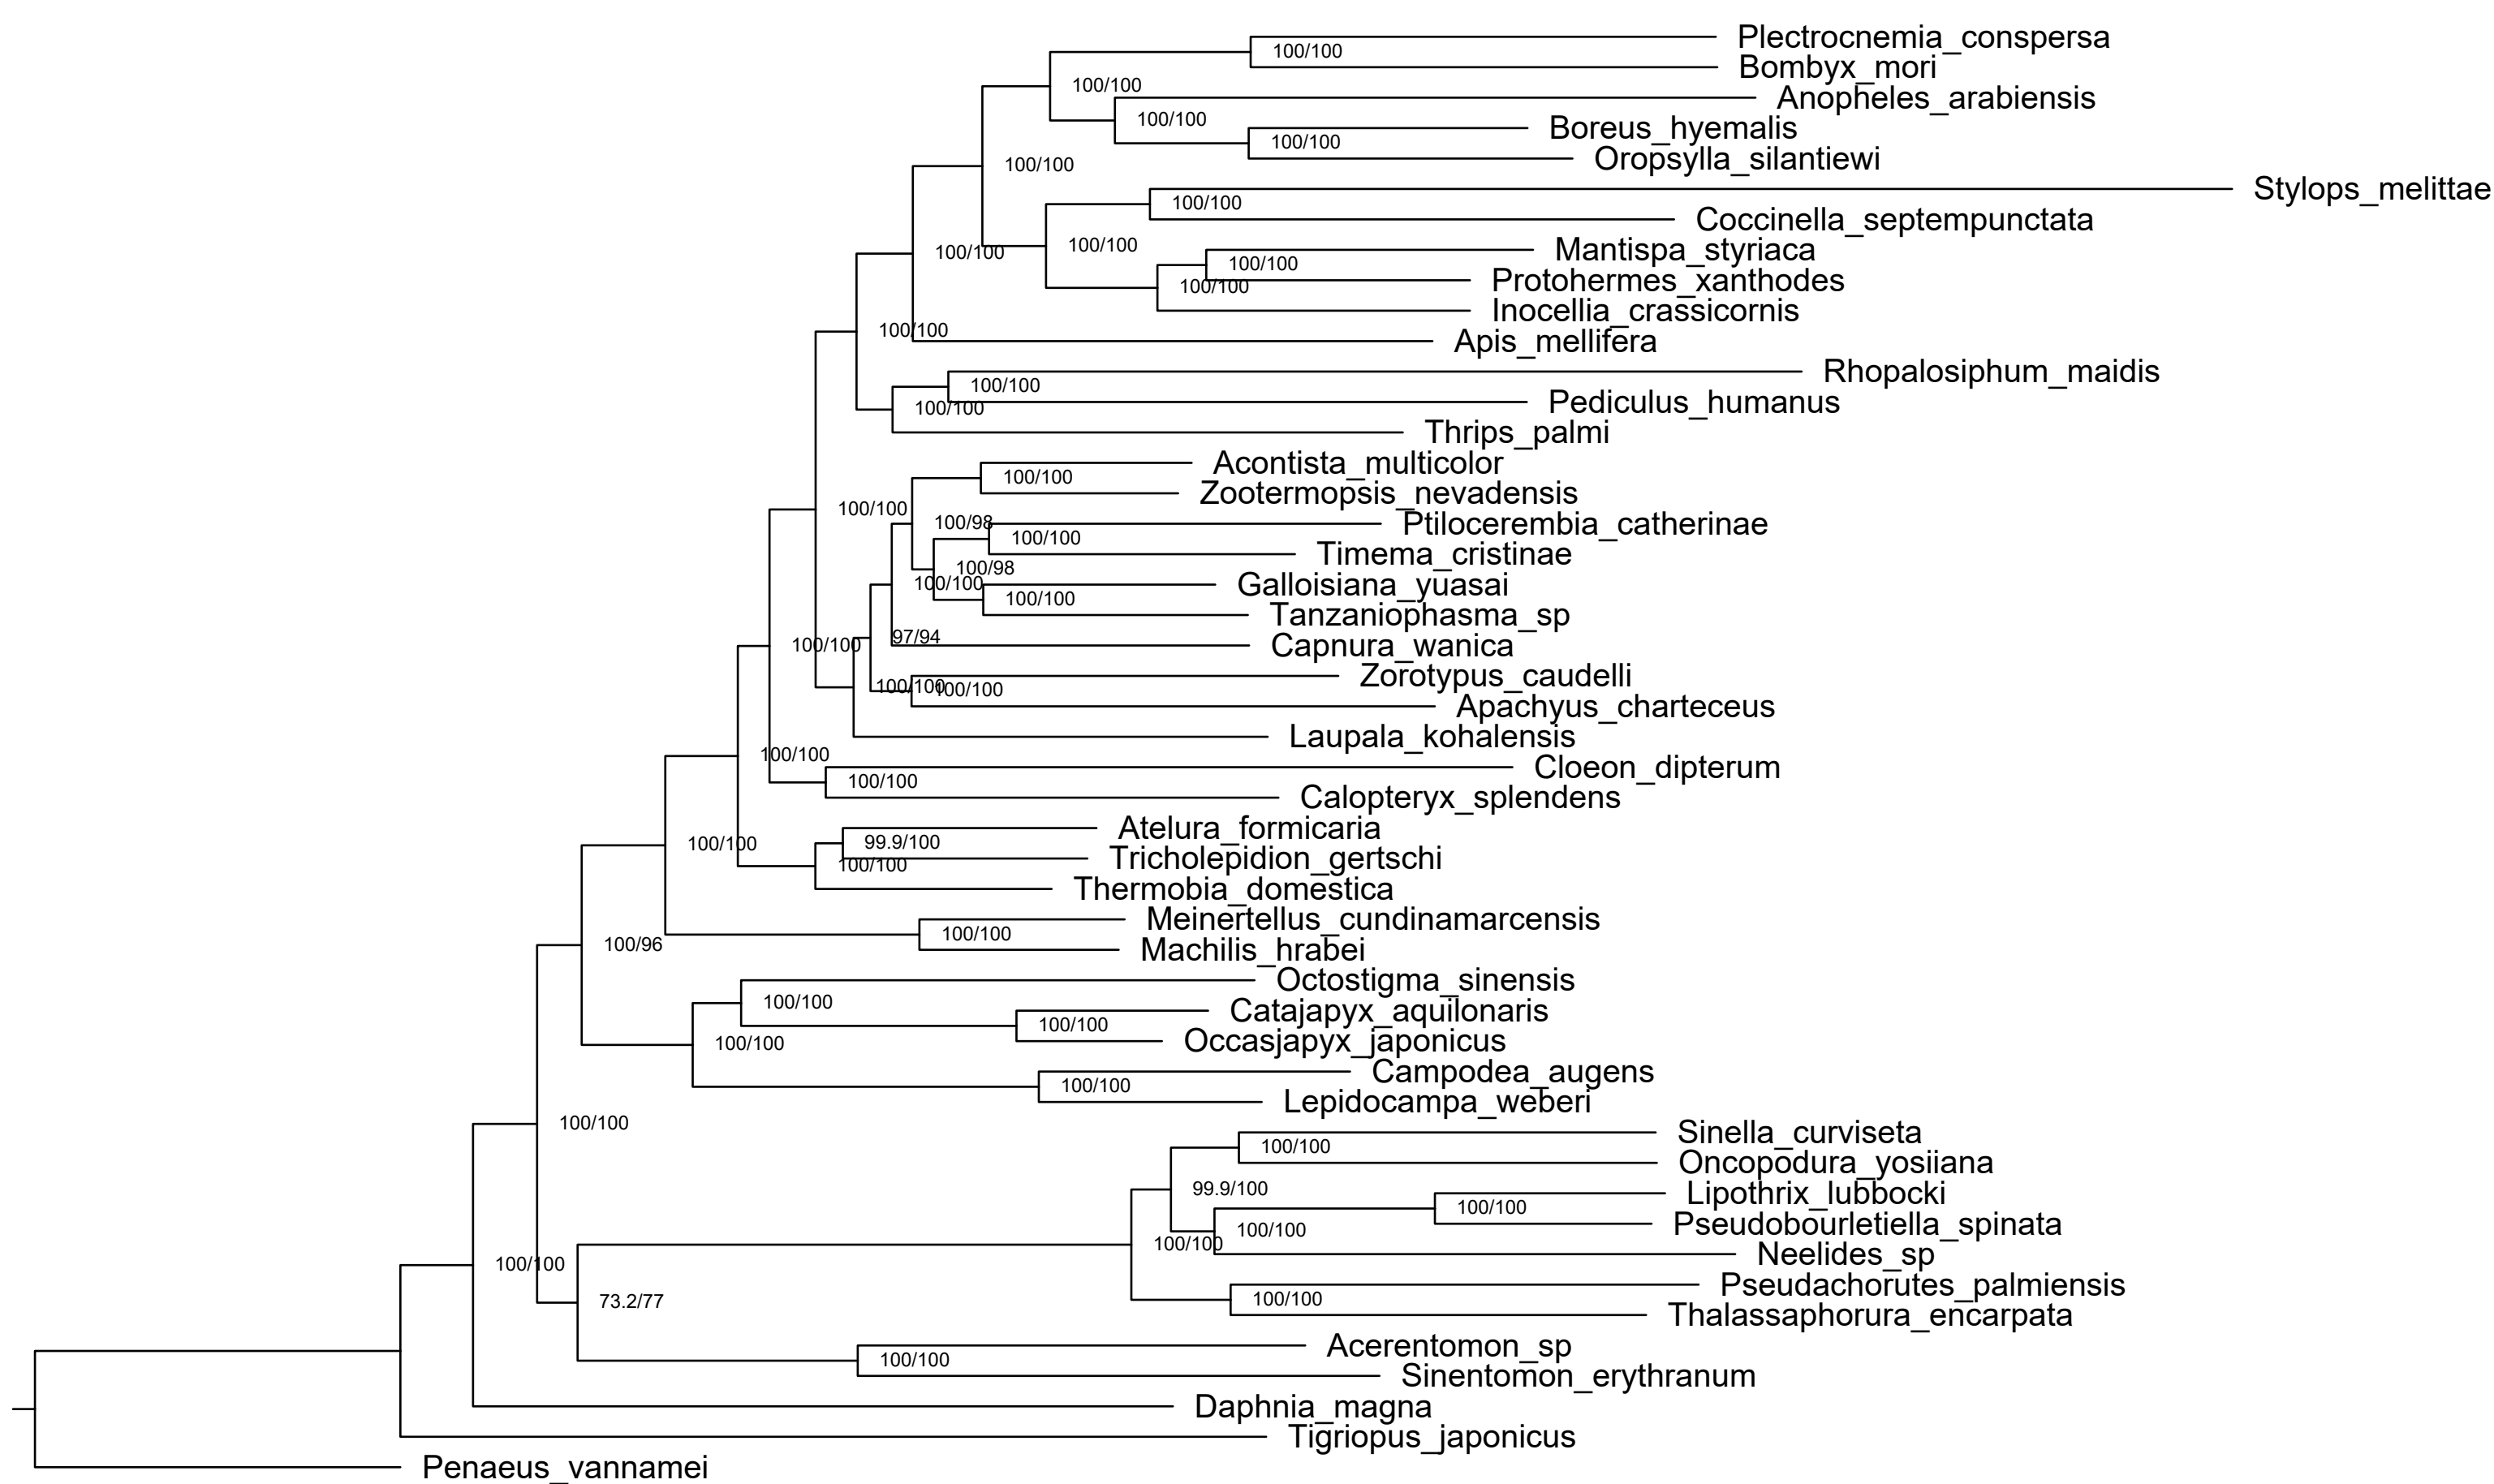 Plectrocnemia_conspersa
100/100
Bombyx_mori
100/100
Anopheles_arabiensis
100/100
Boreus_hyemalis
100/100
Oropsylla_silantiewi
100/100
Stylops_melittae
100/100
Coccinella_septempunctata
100/100
Mantispa_styriaca
100/100
100/100
Protohermes_xanthodes
100/100
Inocellia_crassicornis
100/100
Apis_mellifera
Rhopalosiphum_maidis
100/100
Pediculus_humanus
100/100
Thrips_palmi
Acontista_multicolor
100/100
Zootermopsis_nevadensis
100/100
100/98
Ptilocerembia_catherinae
100/100
Timema_cristinae
100/98
100/100
Galloisiana_yuasai
100/100
Tanzaniophasma_sp
97/94
100/100
Capnura_wanica
Zorotypus_caudelli
100/100
100/100
Apachyus_charteceus
Laupala_kohalensis
100/100
Cloeon_dipterum
100/100
Calopteryx_splendens
Atelura_formicaria
100/100
99.9/100
Tricholepidion_gertschi
100/100
Thermobia_domestica
Meinertellus_cundinamarcensis
100/100
100/96
Machilis_hrabei
Octostigma_sinensis
100/100
Catajapyx_aquilonaris
100/100
Occasjapyx_japonicus
100/100
Campodea_augens
100/100
Lepidocampa_weberi
100/100
Sinella_curviseta
100/100
Oncopodura_yosiiana
99.9/100
Lipothrix_lubbocki
100/100
Pseudobourletiella_spinata
100/100
100/100
Neelides_sp
100/100
Pseudachorutes_palmiensis
100/100
73.2/77
Thalassaphorura_encarpata
Acerentomon_sp
100/100
Sinentomon_erythranum
Daphnia_magna
Tigriopus_japonicus
Penaeus_vannamei